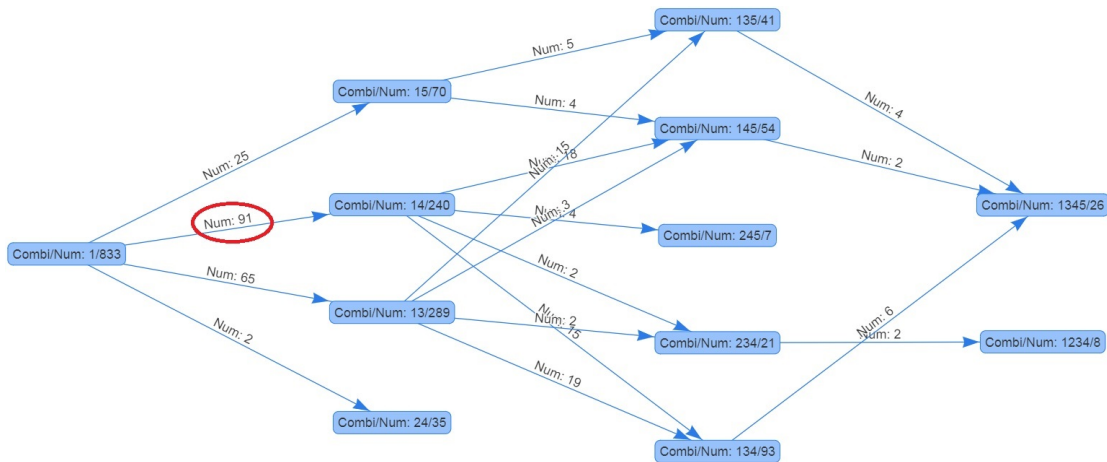 Combi/Num: 135/41
Num: 5
Combi/Num: 15/70
Num: 4
Num: 4
Combi/Num: 145/54
Num: 15
Num: 18
Num: 2
Num: 25
Combi/Num: 14/240
Num: 3
Num: 4
Combi/Num: 1345/26
Num: 91
Combi/Num: 245/7
Combi/Num: 1/833
Num: 65
Num: 2
Combi/Num: 13/289
Num: 2
Num: 15
Num: 6
Num: 2
Num: 2
Combi/Num: 234/21
Combi/Num: 1234/8
Num: 19
Combi/Num: 24/35
Combi/Num: 134/93